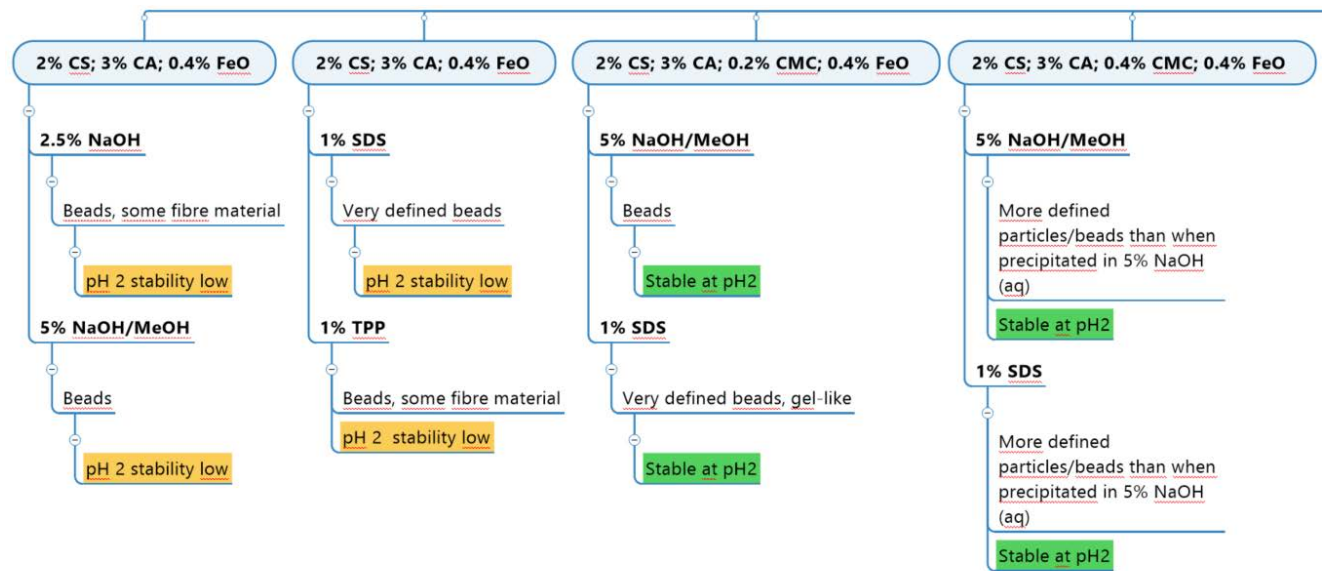 2% CS; 3% CA; 0.4% FeO
2.5% NaOH
Beads, some fibre material
pH 2 stability low
5% NaOH/MeOH
Beads
pH 2 stability low
2% CS; 3% CA; 0.4% FeO
1% SDS
Very defined beads
pH 2 stability low
1% TPP
Beads, some fibre material
pH 2 stability low
2% CS; 3% CA; 0.2% CMC; 0.4% FeO
5% NaOH/MeOH
Beads
Stable at pH2
1% SDS
Very defined beads, gel-like
Stable at pH2
2% CS; 3% CA; 0.4% CMC; 0.4% FeO
5% NaOH/MeOH
More defined
particles/beads than when
precipitated in 5% NaOH
(aq)
Stable at pH2
1% SDS
More defined
particles/beads than when
precipitated in 5% NaOH
(aq)
Stable at pH2